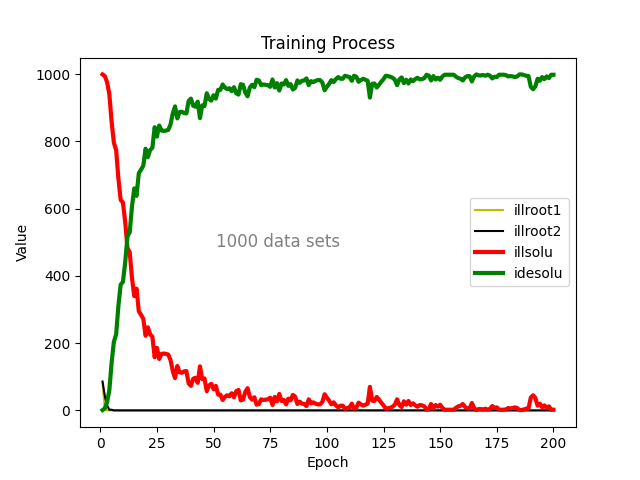 Training Process
Value
1000
800
600
400
200
0
1000 data sets
illroot1
illroot2
illsolu
idesolu
0 25 50 75 100 125 150 175 200
Epoch